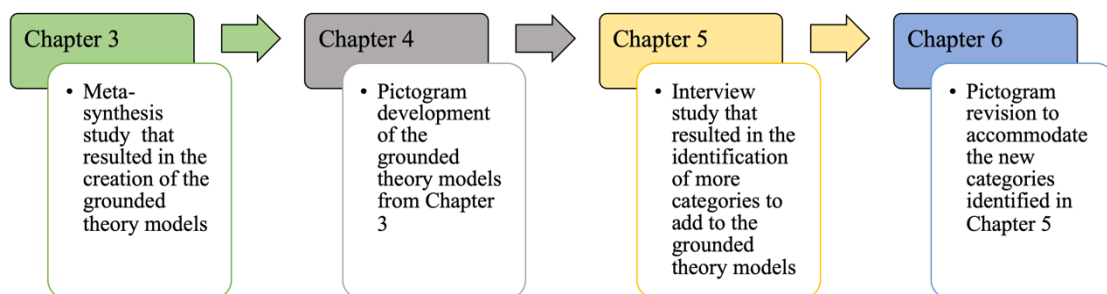 Chapter 3
• Meta-
synthesis
study that
resulted in the
creation of the
grounded
theory models
Chapter 4
• Pictogram
development
of the
grounded
theory models
from Chapter
3
Chapter 5
• Interview
study that
resulted in the
identification
of more
categories to
add to the
grounded
theory models
Chapter 6
• Pictogram
revision to
accommodate
the new
categories
identified in
Chapter 5